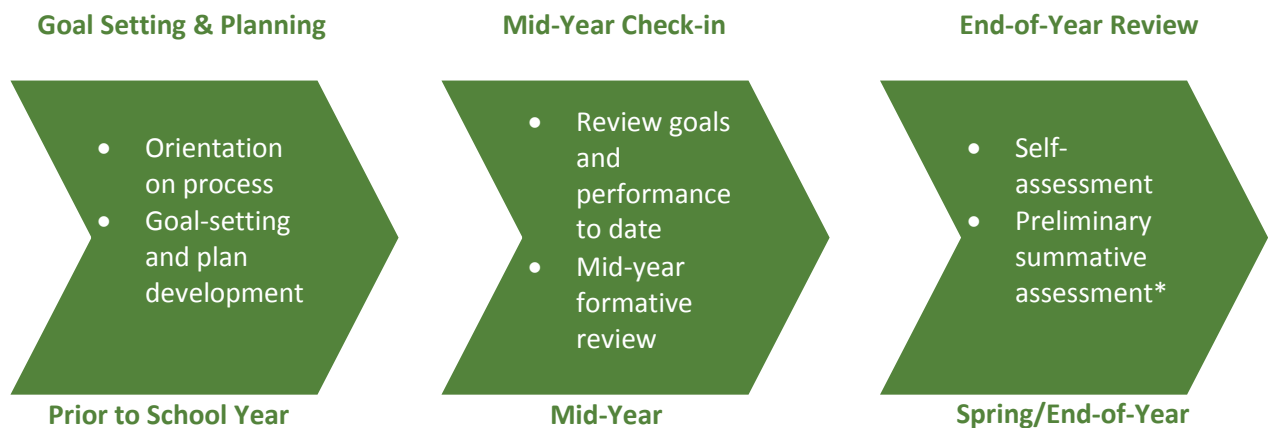 Goal Setting & Planning
• Orientation
on process
• Goal-setting
and plan
development
Prior to School Year
Mid-Year Check-in
• Review goals
and
performance
to date
• Mid-year
formative
review
Mid-Year
End-of-Year Review
• Self-
assessment
• Preliminary
summative
assessment*
Spring/End-of-Year